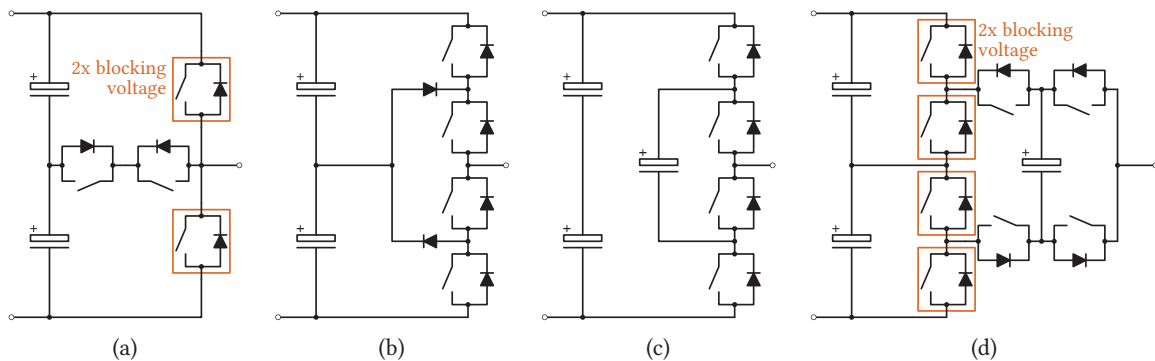 2x blocking
voltage
+
+
(a)
+
+
(b)
+
+
(c)
2x blocking
voltage
+
+
+
(d)